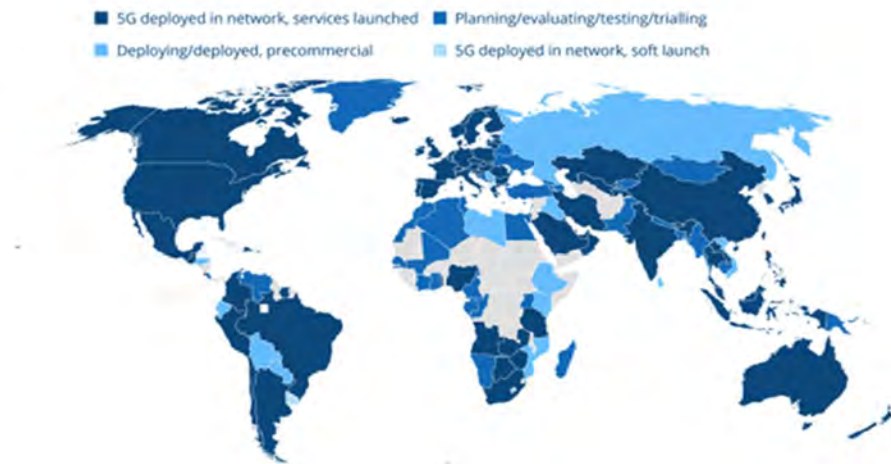 5G deployed in network, services launched
Planning/evaluating/testing/trialling
Deploying/deployed, precommercial
5G deployed in network, soft launch